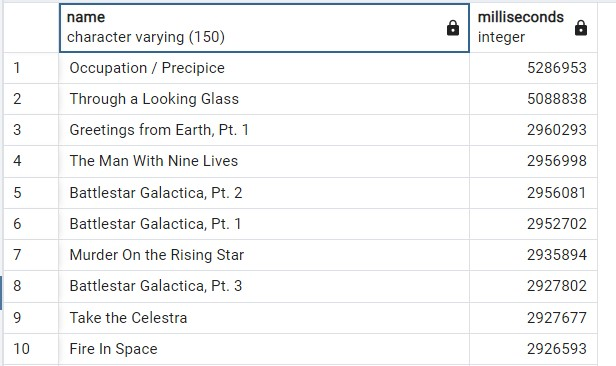 name milliseconds
character varying (150) integer
1 Occupation / Precipice 5286953
2 Through a Looking Glass 5088838
3 Greetings from Earth, Pt. 1 2960293
4 The Man With Nine Lives 2956998
5 Battlestar Galactica, Pt. 2 2956081
6 Battlestar Galactica, Pt. 1 2952702
7 Murder On the Rising Star 2935894
8 Battlestar Galactica, Pt. 3 2927802
9 Take the Celestra 2927677
10 Fire In Space 2926593